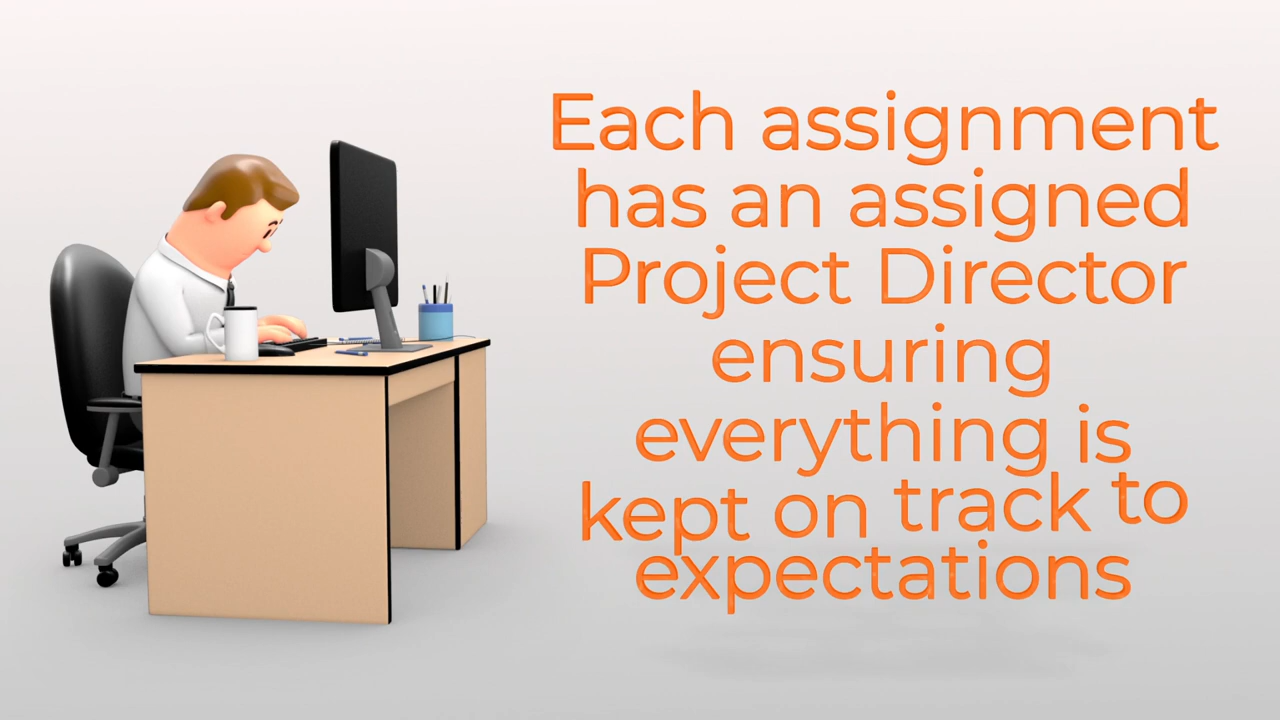 Each assignment
has an assigned
Project Director
ensuring
everything is
kept on track to
expectations